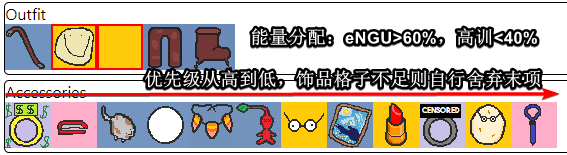 Outfit
能量分配：eNGU>60%，高训<40%
优先级从高到低，饰品格子不足则自行舍弃末项
Accessories
$ $ $ $
CENSORED